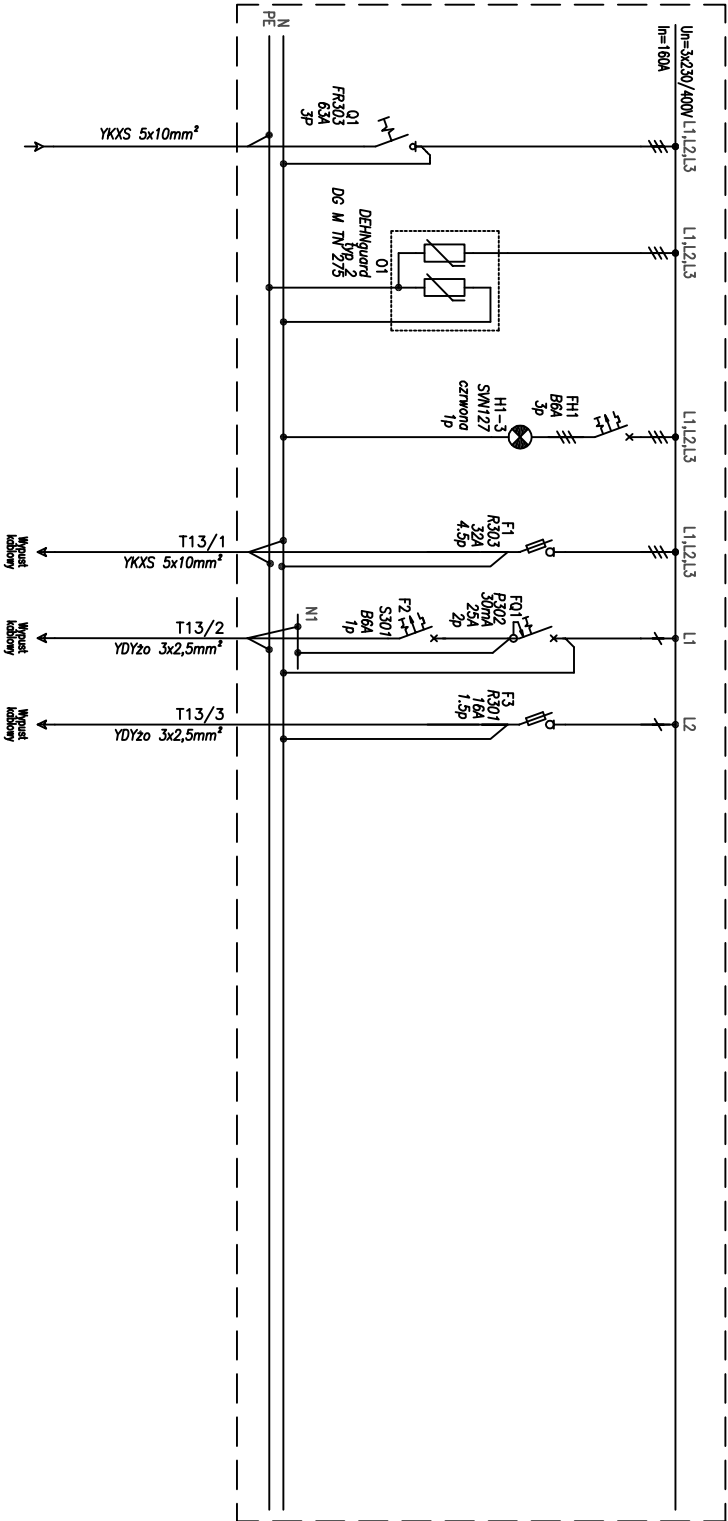 Un=3x230/400V
In=160A
L1,L2,L3
L1,L2,L3
L1,L2,L3
L1,L2,L3
L1
L2
N
PE
Q1
FR303
63A
3P
YKXS 5x10mm²
O1
DEHNguard
typ 2
DG M TN 275
FH1
B6A
3p
H1-3
SVN127
czrwona
1p
F1
R303
32A
4.5p
T13/1
YKXS 5x10mm²
Wypust
kablowy
FQ1
P302
30mA
25A
2p
F2
S301
B6A
1p
N1
T13/2
YDYżo 3x2,5mm²
Wypust
kablowy
F3
R301
16A
1.5p
T13/3
YDYżo 3x2,5mm²
Wypust
kablowy